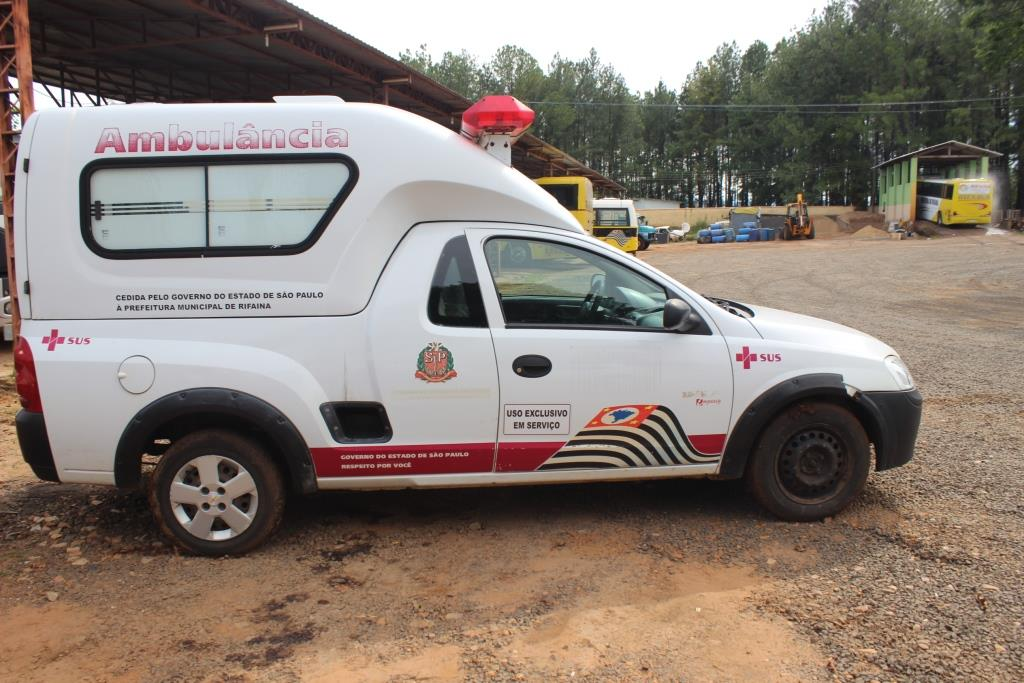 Ambulância
CEDIDA PELO GOVERNO DO ESTADO DE SÃO PAULO
À PREFEITURA MUNICIPAL DE RIFAINA
SUS
SUS
USO EXCLUSIVO
EM SERVIÇO
GOVERNO DO ESTADO DE SÃO PAULO
RESPEITO POR VOCÊ